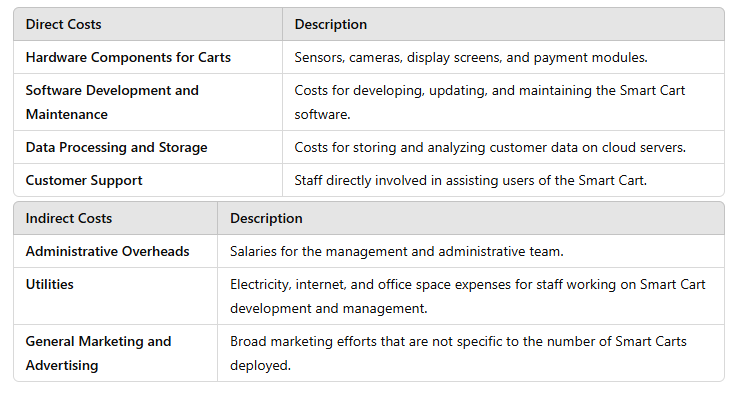 Direct Costs Description
Hardware Components for Carts Sensors, cameras, display screens, and payment modules.
Software Development and Costs for developing, updating, and maintaining the Smart Cart
Maintenance software.
Data Processing and Storage Costs for storing and analyzing customer data on cloud servers.
Customer Support Staff directly involved in assisting users of the Smart Cart.
Indirect Costs Description
Administrative Overheads Salaries for the management and administrative team.
Utilities Electricity, internet, and office space expenses for staff working on Smart Cart
development and management.
General Marketing and Broad marketing efforts that are not specific to the number of Smart Carts
Advertising deployed.